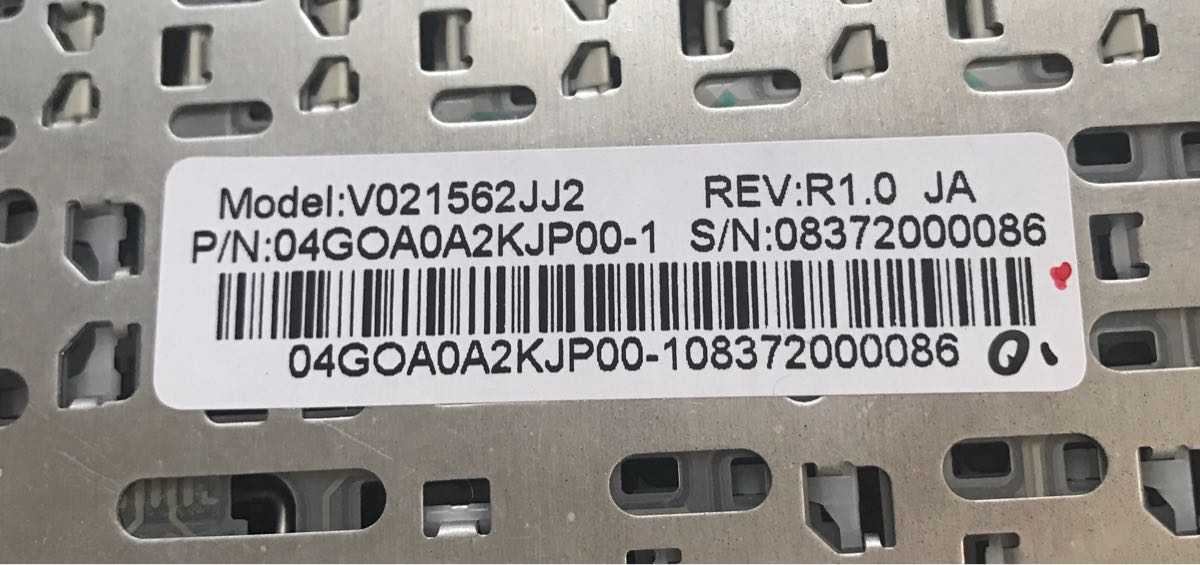 Model:V021562JJ2 REV:R1.0 JA
P/N:04GOA0A2KJP00-1 S/N:08372000086
04GOA0A2KJP00-108372000086 Q